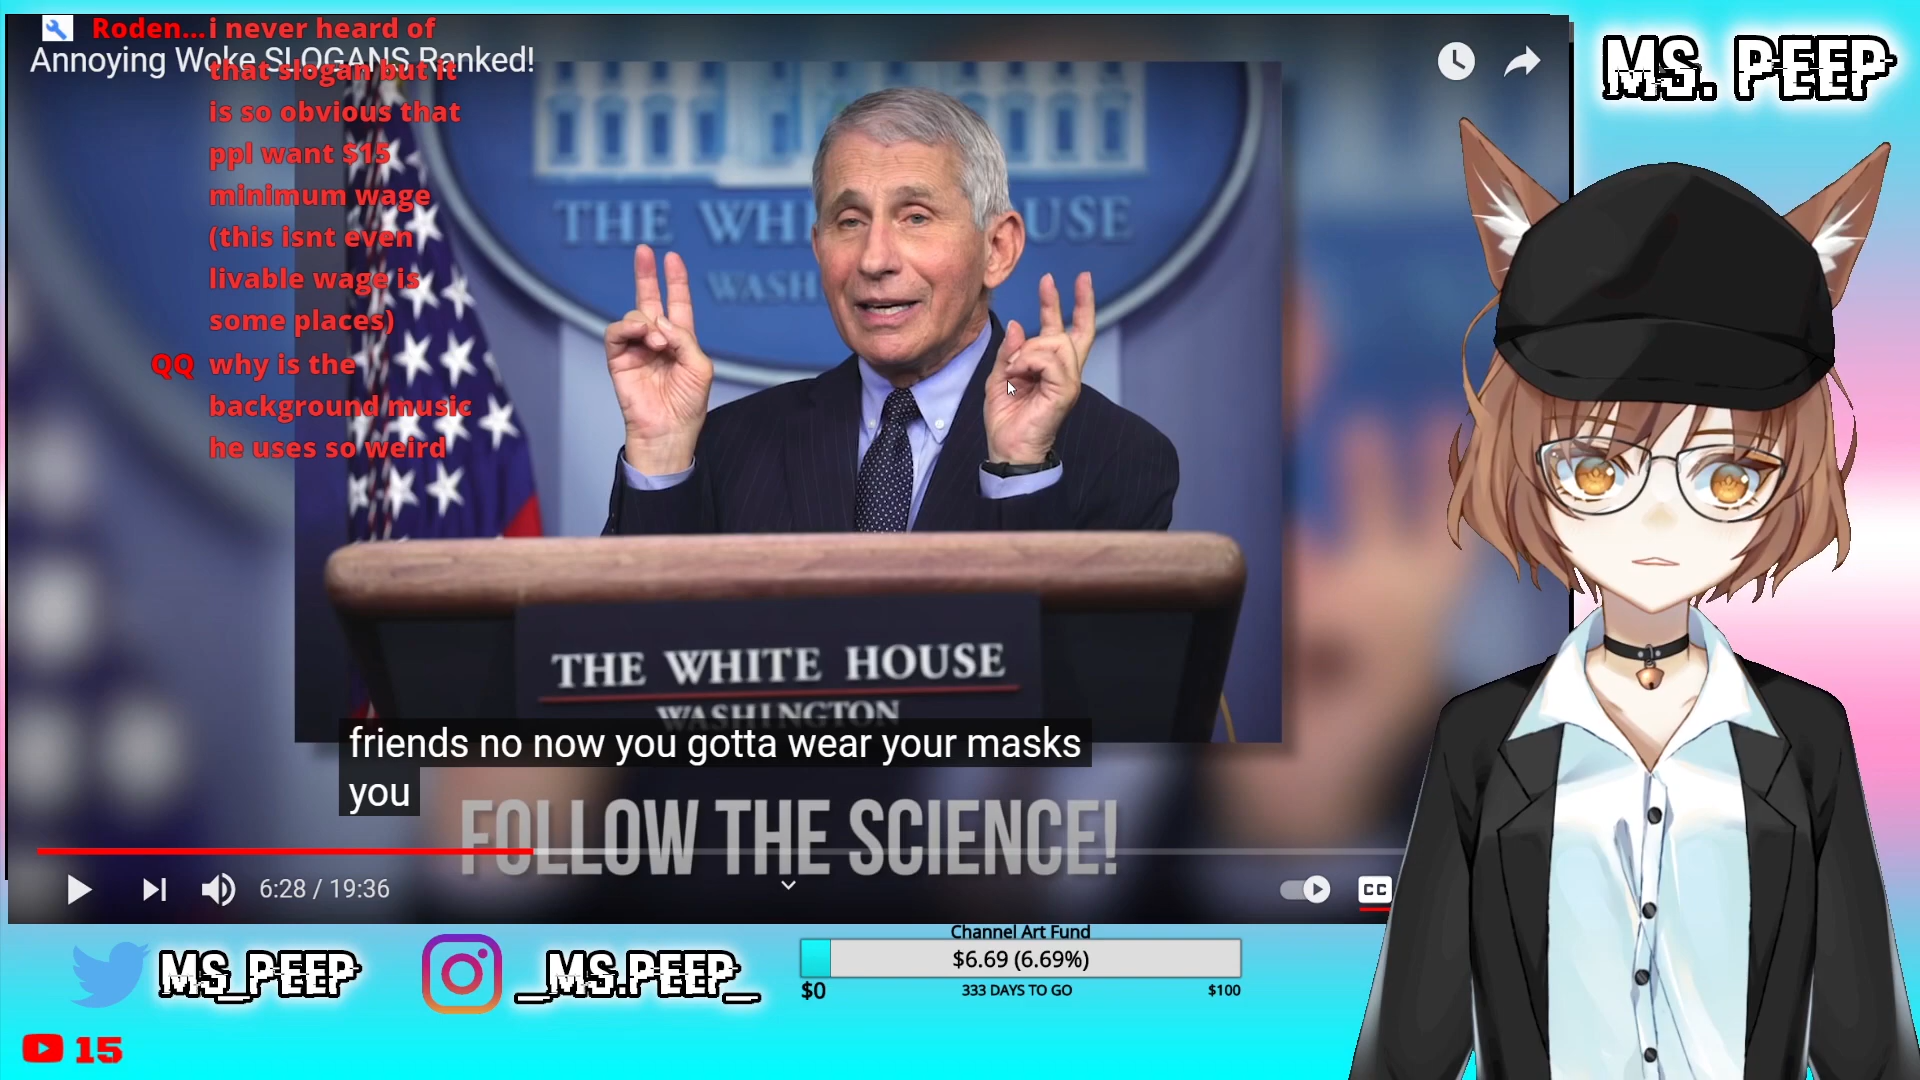 Roden... i never heard of
that slogan but it
is so obvious that
ppl want $15
minimum wage
(this isnt even
livable wage is
some places)
QQ why is the
background music
he uses so weird
Annoying Woke SLOGANS Ranked!
MS. PEEP
THE WHI USE
WASH
THE WHITE HOUSE
WASHINGTON
friends no now you gotta wear your masks
you
FOLLOW THE SCIENCE!
6:28 / 19:36
CC
MS_PEEP
_MS.PEEP_
Channel Art Fund
$6.69 (6.69%)
$0
333 DAYS TO GO
$100
15